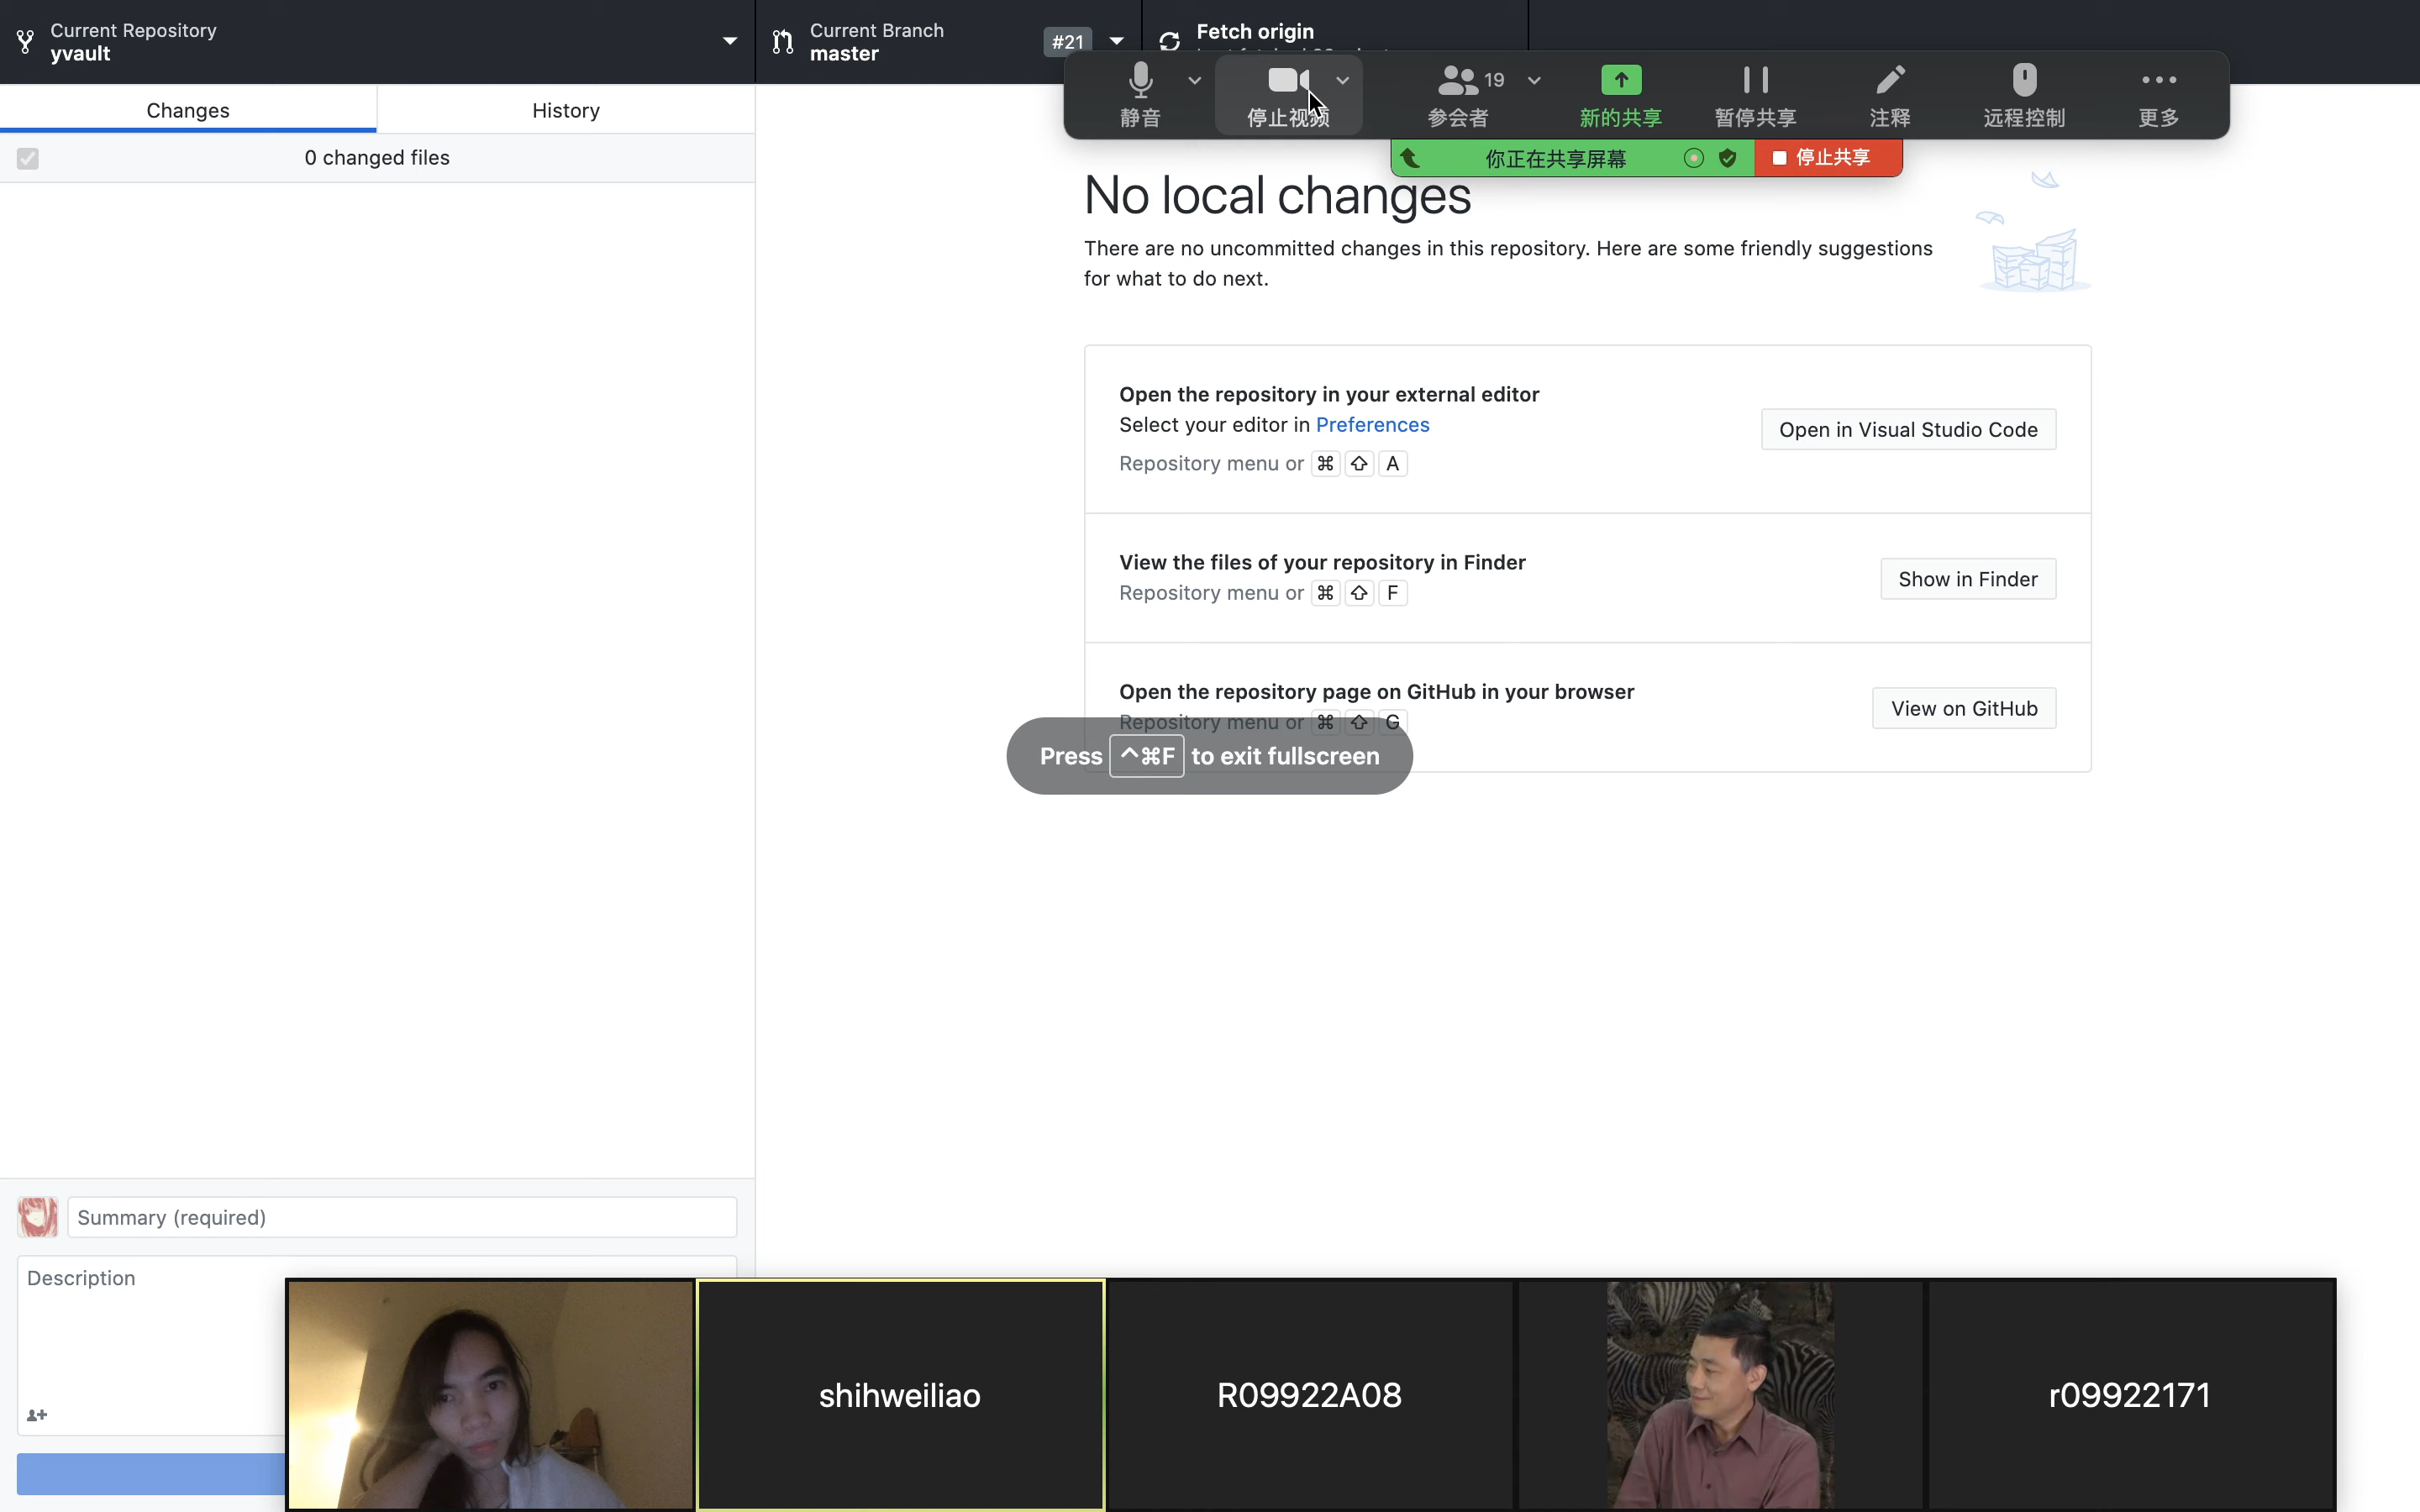 Current Repository
yvault
Current Branch
master
#21
Fetch origin
静音
停止视频
19
参会者
新的共享
暂停共享
注释
远程控制
更多
你正在共享屏幕
停止共享
Changes
History
0 changed files
No local changes
There are no uncommitted changes in this repository. Here are some friendly suggestions
for what to do next.
Open the repository in your external editor
Select your editor in Preferences
Repository menu or ⌘ ⇧ A
Open in Visual Studio Code
View the files of your repository in Finder
Repository menu or ⌘ ⇧ F
Show in Finder
Open the repository page on GitHub in your browser
Repository menu or ⌘ ⇧ G
View on GitHub
Press ^⌘F to exit fullscreen
Summary (required)
Description
shihweiliao
R09922A08
r09922171